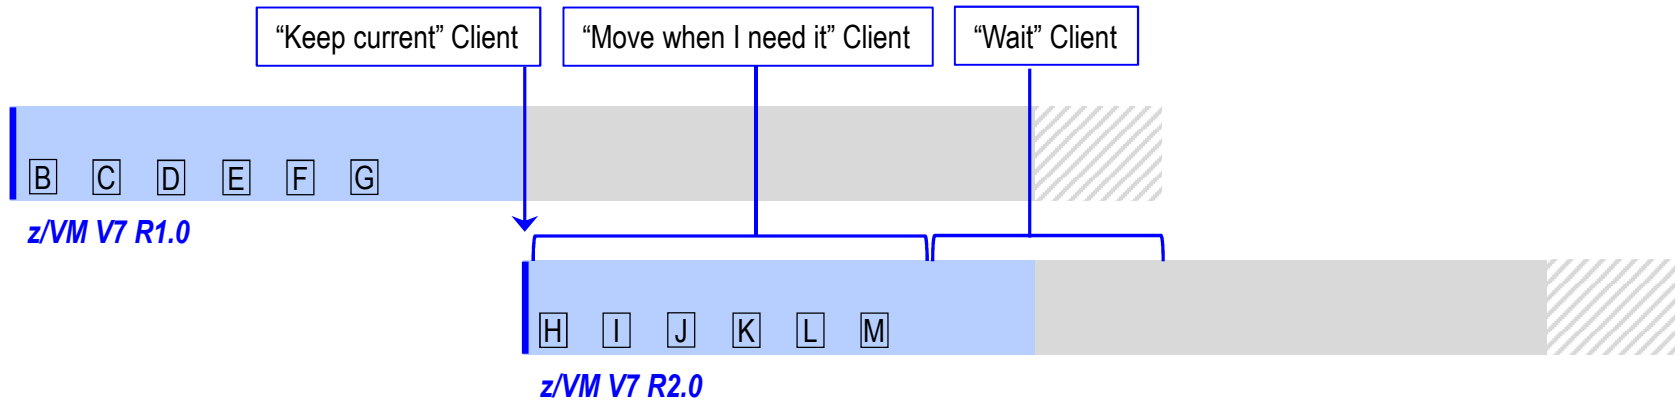 “Keep current” Client
“Move when I need it” Client
“Wait” Client
B C D E F G
z/VM V7 R1.0
H I J K L M
z/VM V7 R2.0